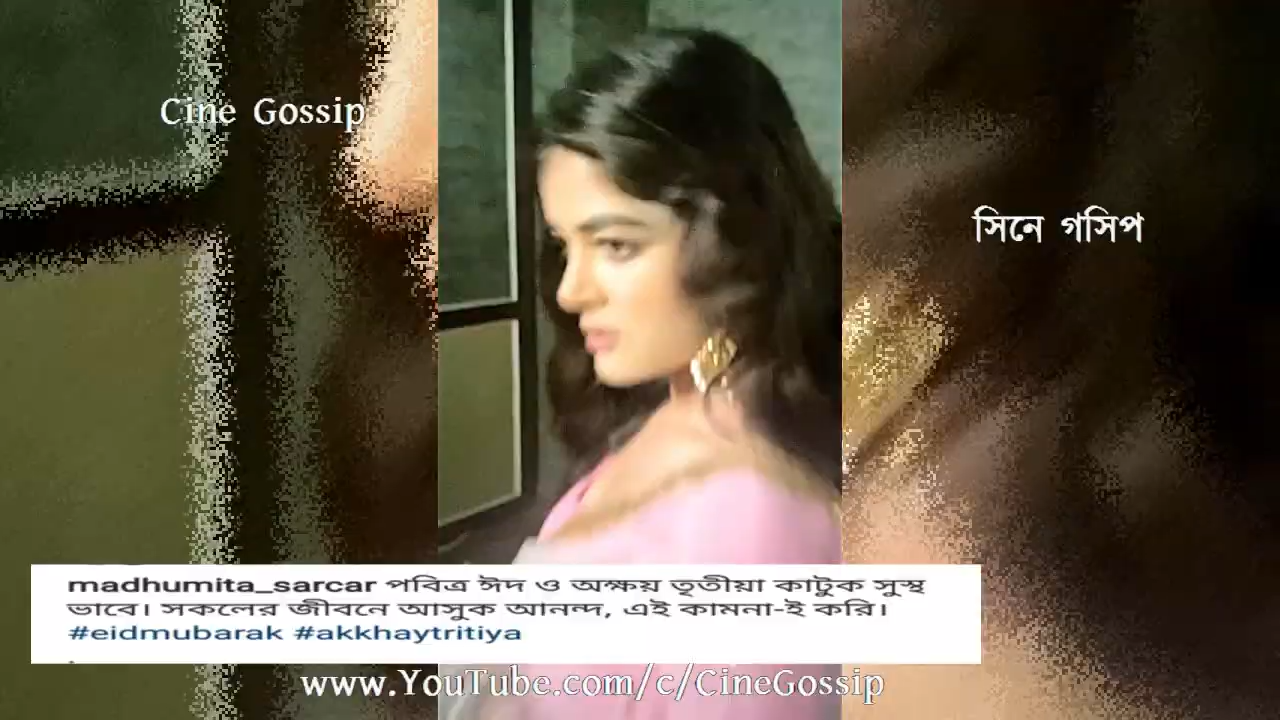 Cine Gossip
সিনে গসিপ
madhumita_sarcar পবিত্র ঈদ ও অক্ষয় তৃতীয়া কাটুক সুস্থ
ভাবে। সকলের জীবনে আসুক আনন্দ, এই কামনা-ই করি।
#eidmubarak #akkhaytritiya
www.YouTube.com/c/CineGossip